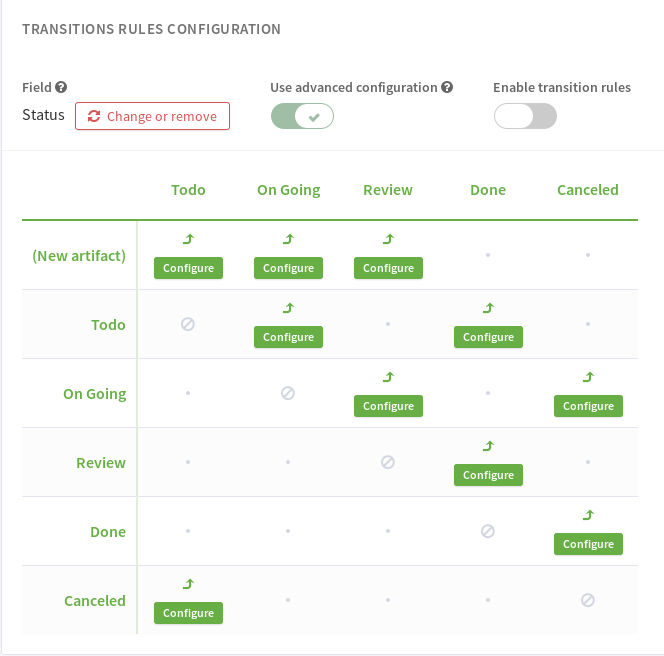 TRANSITIONS RULES CONFIGURATION
Field Use advanced configuration Enable transition rules
Status Change or remove
Todo On Going Review Done Canceled
(New artifact) Configure Configure Configure
Todo Configure Configure
On Going Configure Configure
Review Configure
Done Configure
Canceled Configure